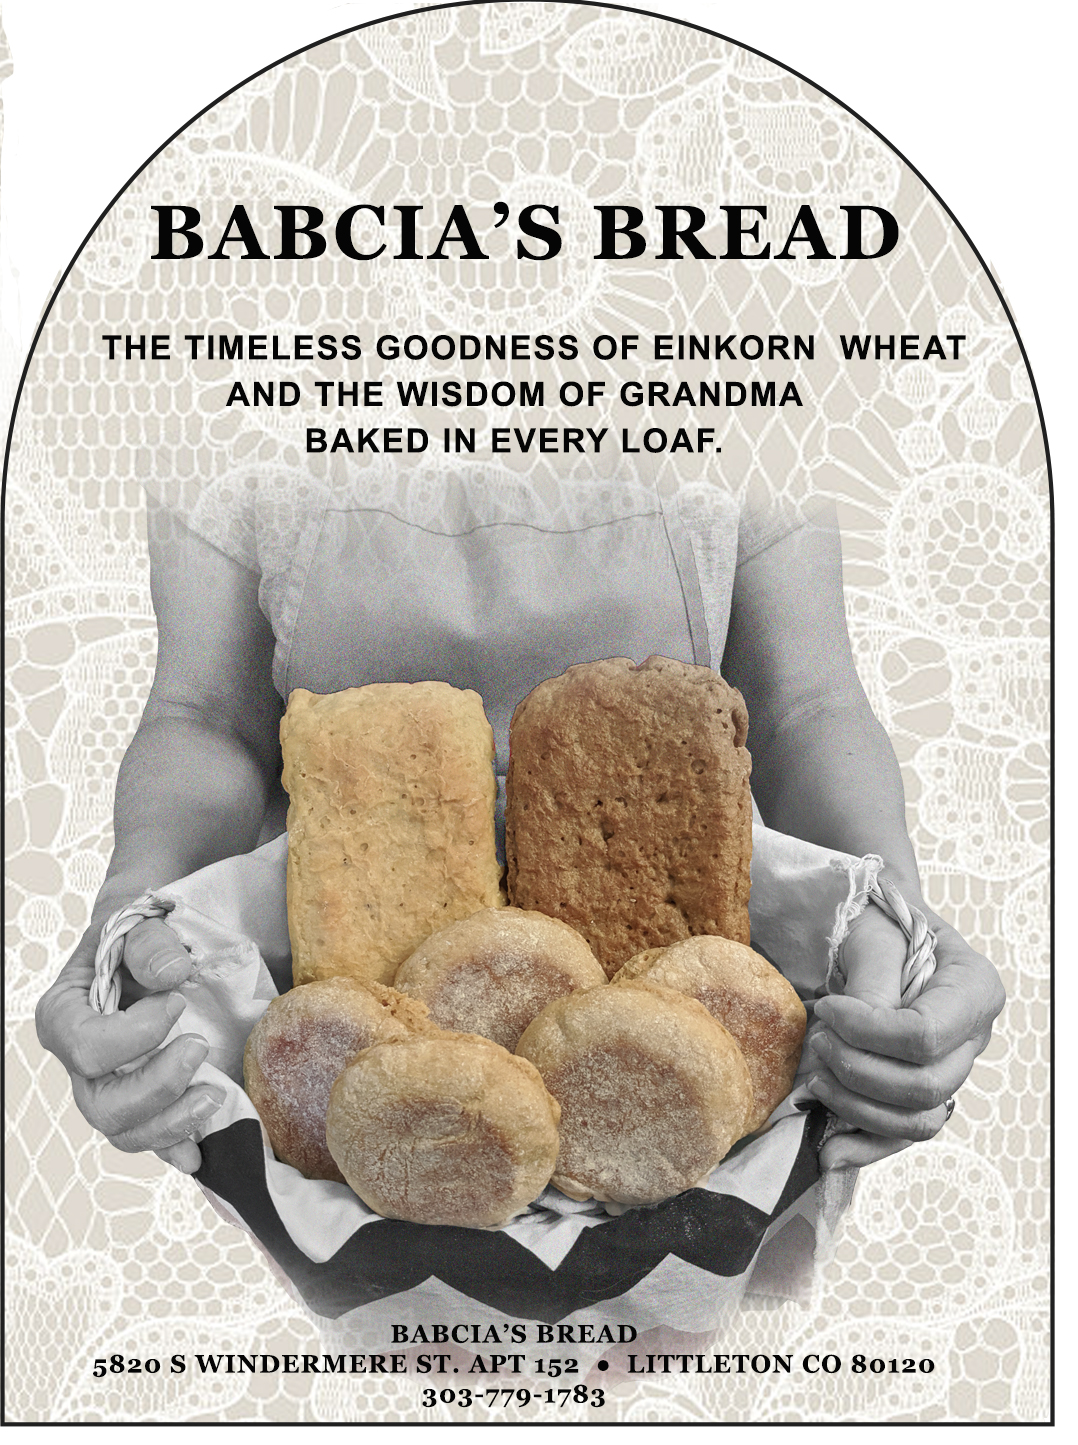 BABCIA’S BREAD
THE TIMELESS GOODNESS OF EINKORN WHEAT
AND THE WISDOM OF GRANDMA
BAKED IN EVERY LOAF.
BABCIA’S BREAD
5820 S WINDERMERE ST. APT 152 • LITTLETON CO 80120
303-779-1783